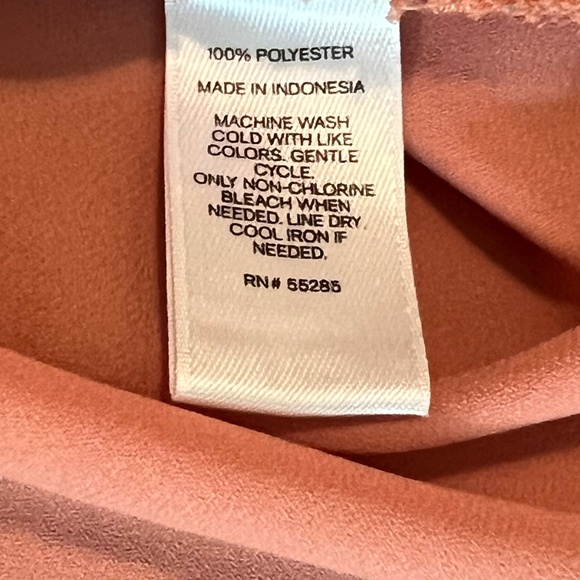 100% POLYESTER
MADE IN INDONESIA
MACHINE WASH
COLD WITH LIKE
COLORS. GENTLE
CYCLE.
ONLY NON-CHLORINE
BLEACH WHEN
NEEDED. LINE DRY.
COOL IRON IF
NEEDED.
RN# 55285